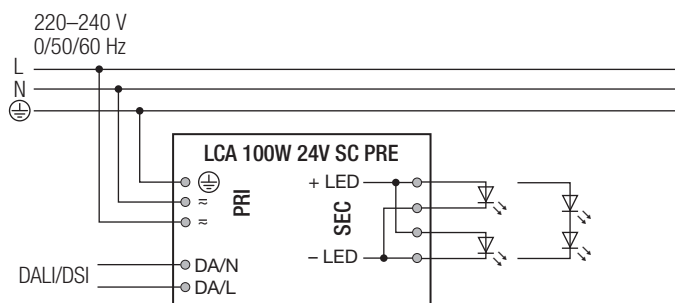 220–240 V
0/50/60 Hz
L
N
LCA 100W 24V SC PRE
+ LED
≈
PRI
SEC
≈
– LED
DALI/DSI
DA/N
DA/L